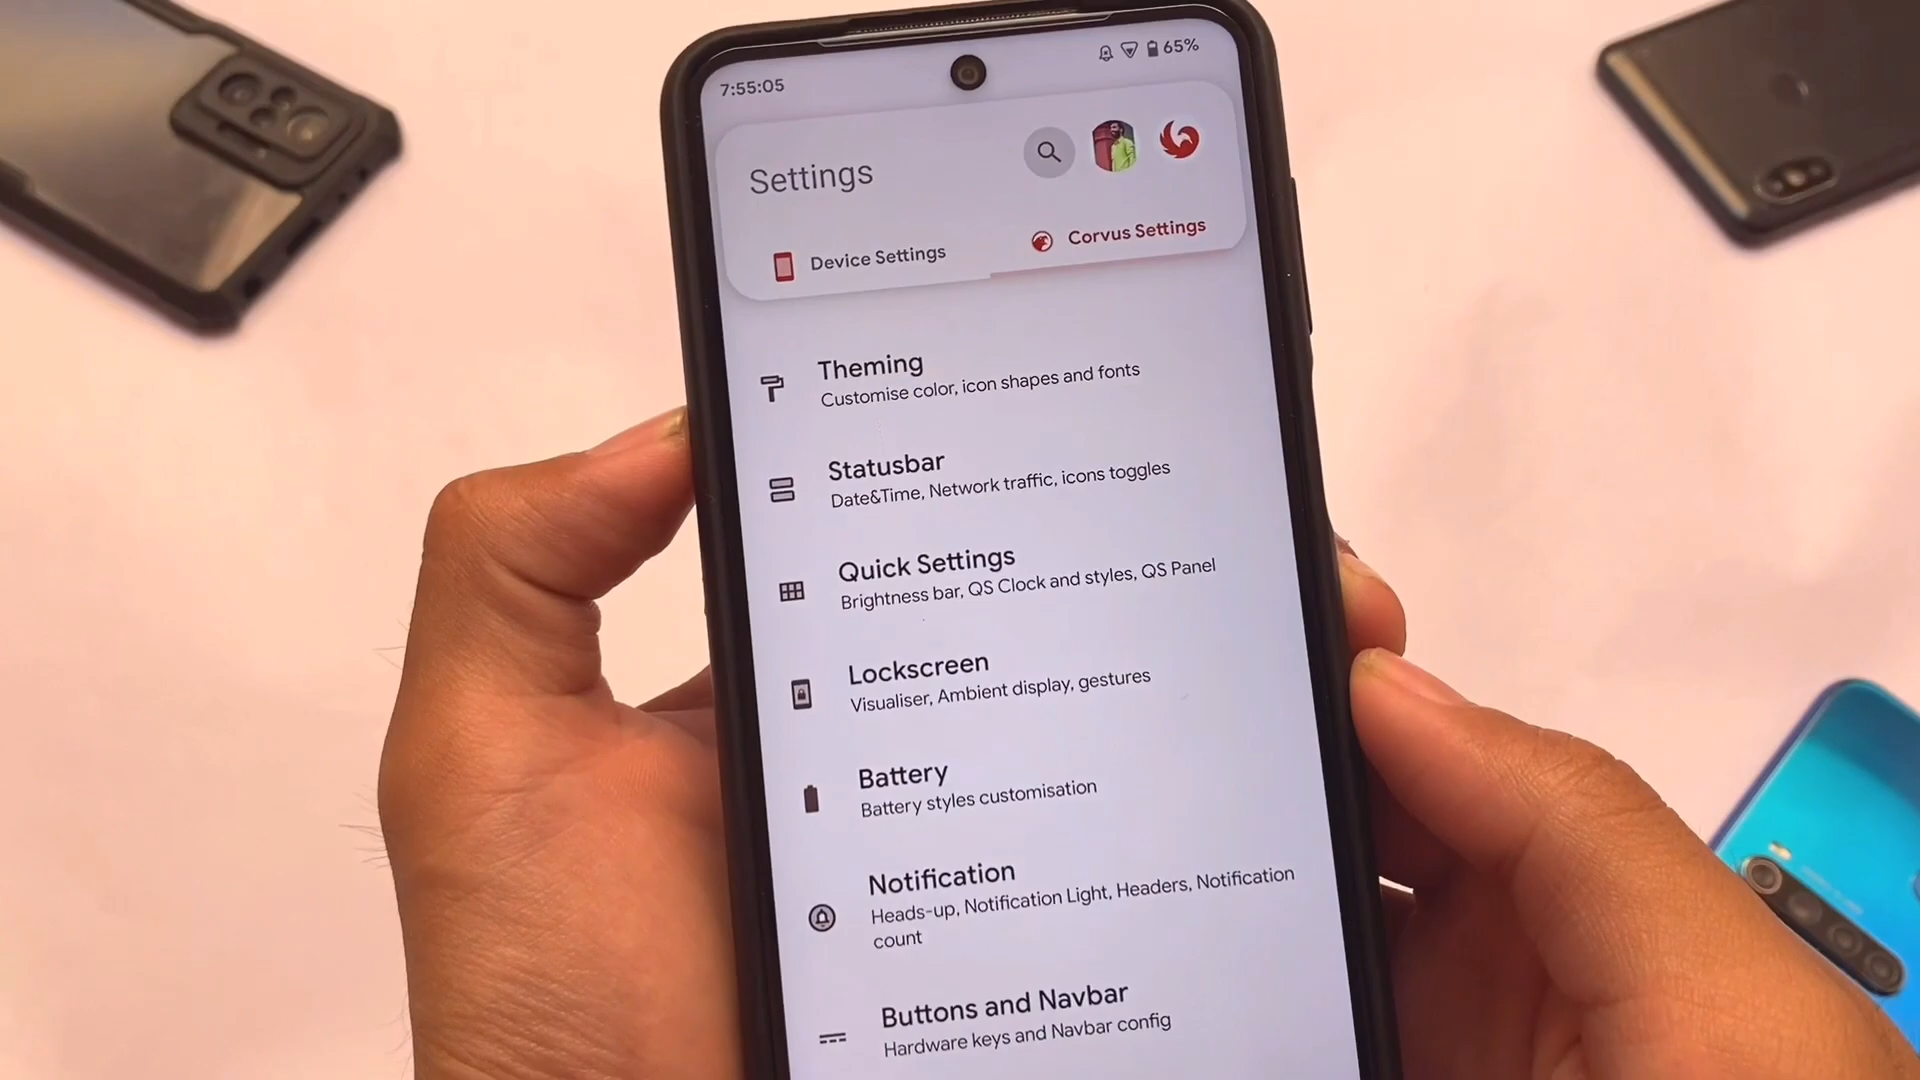 7:55:05
65%
Settings
Device Settings
Corvus Settings
Theming
Customise color, icon shapes and fonts
Statusbar
Date&Time, Network traffic, icons toggles
Quick Settings
Brightness bar, QS Clock and styles, QS Panel
Lockscreen
Visualiser, Ambient display, gestures
Battery
Battery styles customisation
Notification
Heads-up, Notification Light, Headers, Notification
count
Buttons and Navbar
Hardware keys and Navbar config